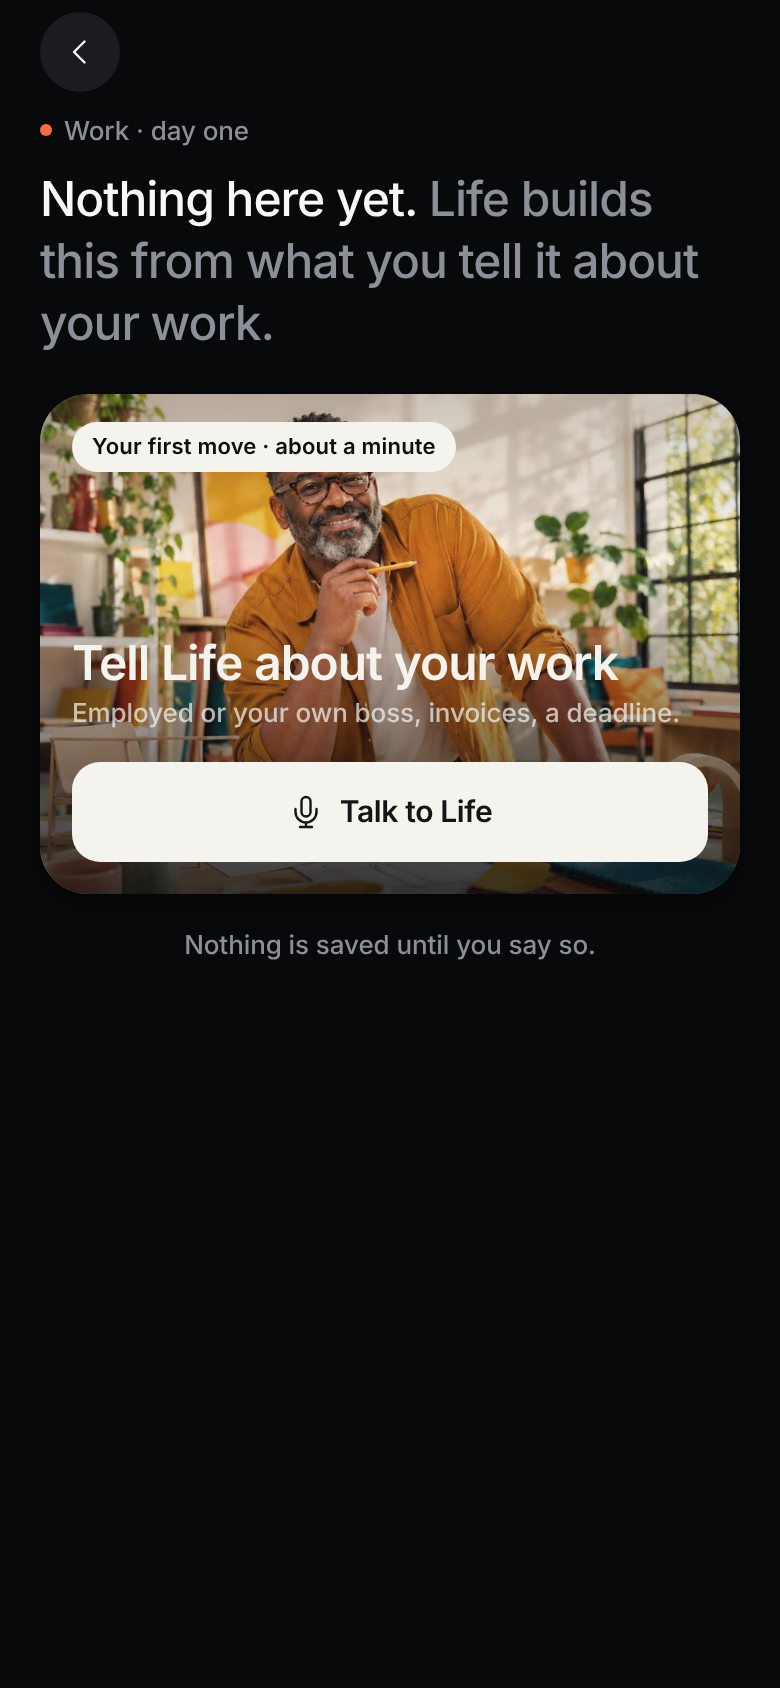 Work · day one
Nothing here yet. Life builds
this from what you tell it about
your work.
Your first move · about a minute
Tell Life about your work
Employed or your own boss, invoices, a deadline.
Talk to Life
Nothing is saved until you say so.